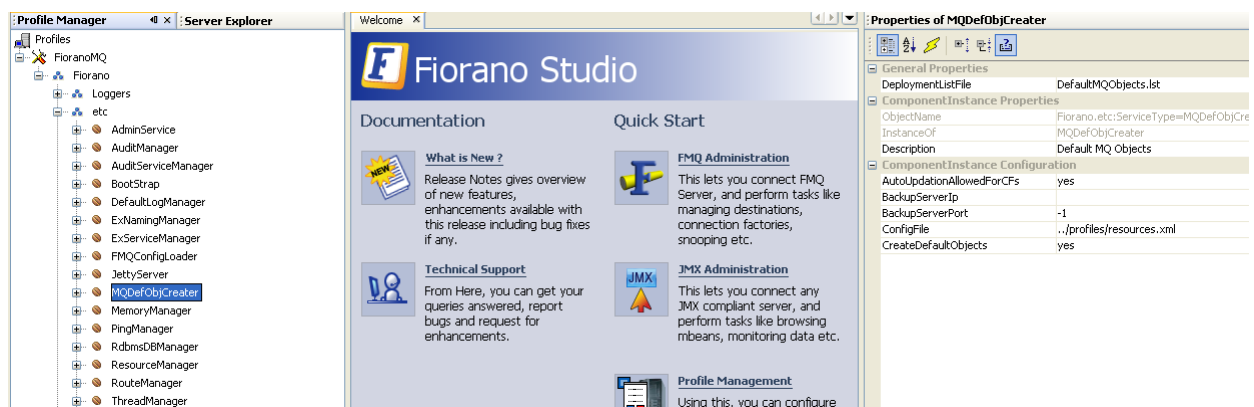 Profile Manager
Server Explorer
Profiles
FioranoMQ
Fiorano
Loggers
etc
AdminService
AuditManager
AuditServiceManager
BootStrap
DefaultLogManager
ExNamingManager
ExServiceManager
FMQConfigLoader
JettyServer
MQDefObjCreater
MemoryManager
PingManager
RdbmsDBManager
ResourceManager
RouteManager
ThreadManager
Welcome
Fiorano Studio
Documentation
NEW
What is New ?
Release Notes gives overview
of new features,
enhancements available with
this release including bug fixes
if any.
Technical Support
From Here, you can get your
queries answered, report
bugs and request for
enhancements.
Quick Start
FMQ Administration
This lets you connect FMQ
Server, and perform tasks like
managing destinations,
connection factories,
snooping etc.
JMX
JMX Administration
This lets you connect any
JMX compliant server, and
perform tasks like browsing
mbeans, monitoring data etc.
Profile Management
Using this, you can configure
Properties of MQDefObjCreater
General Properties
DeploymentListFile DefaultMQObjects.lst
ComponentInstance Properties
ObjectName Fiorano.etc:ServiceType=MQDefObjCre
InstanceOf MQDefObjCreater
Description Default MQ Objects
ComponentInstance Configuration
AutoUpdationAllowedForCFs yes
BackupServerIp
BackupServerPort -1
ConfigFile ../profiles/resources.xml
CreateDefaultObjects yes